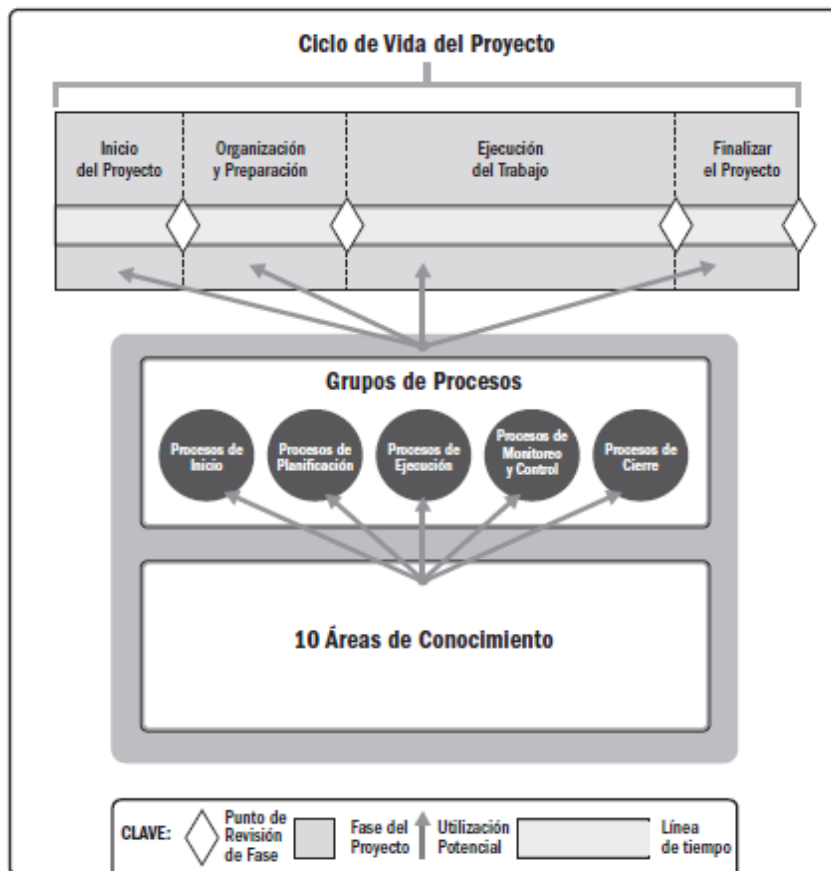 Ciclo de Vida del Proyecto
Inicio
del Proyecto
Organización
y Preparación
Ejecución
del Trabajo
Finalizar
el Proyecto
Grupos de Procesos
Procesos de
Inicio
Procesos de
Planificación
Procesos de
Ejecución
Procesos de
Monitoreo
y Control
Procesos de
Cierre
10 Áreas de Conocimiento
CLAVE:
Punto de
Revisión
de Fase
Fase del
Proyecto
Utilización
Potencial
Línea
de tiempo